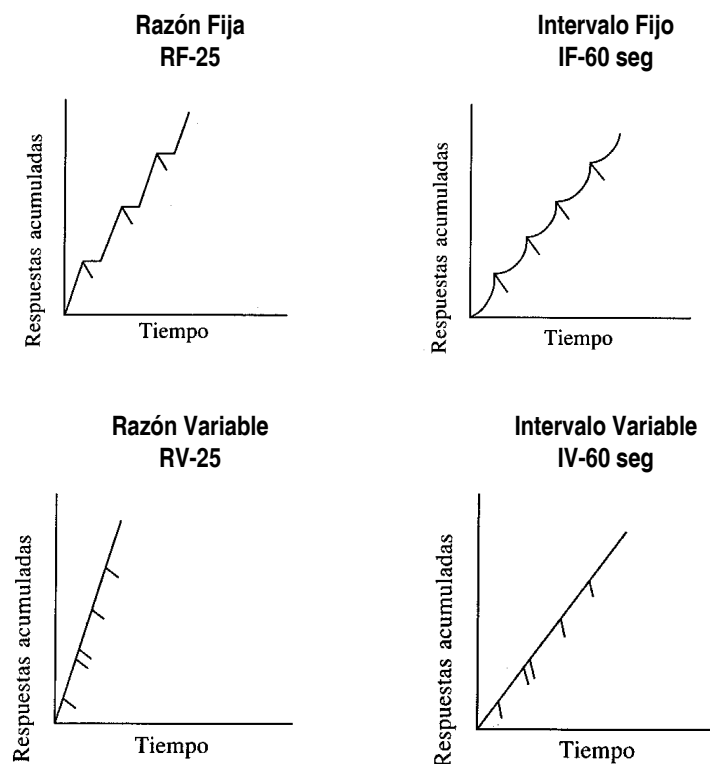 Razón Fija
RF-25
Respuestas acumuladas
Tiempo
Intervalo Fijo
IF-60 seg
Respuestas acumuladas
Tiempo
Razón Variable
RV-25
Respuestas acumuladas
Tiempo
Intervalo Variable
IV-60 seg
Respuestas acumuladas
Tiempo